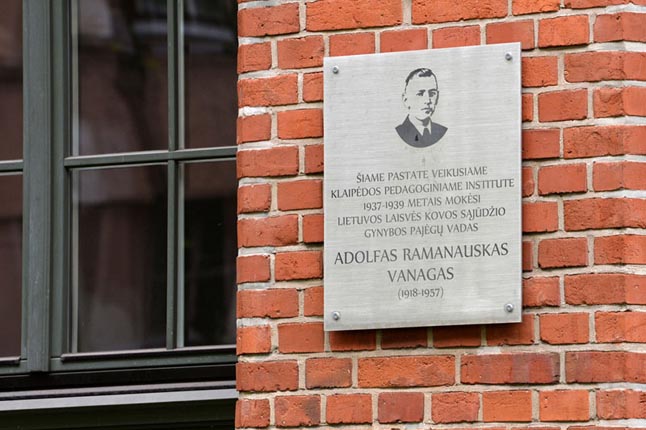 ŠIAME PASTATE VEIKUSIAME
KLAIPĖDOS PEDAGOGINIAME INSTITUTE
1937-1939 METAIS MOKĖSI
LIETUVOS LAISVĖS KOVOS SĄJŪDŽIO
GYNYBOS PAJĖGŲ VADAS
ADOLFAS RAMANAUSKAS
VANAGAS
(1918-1957)